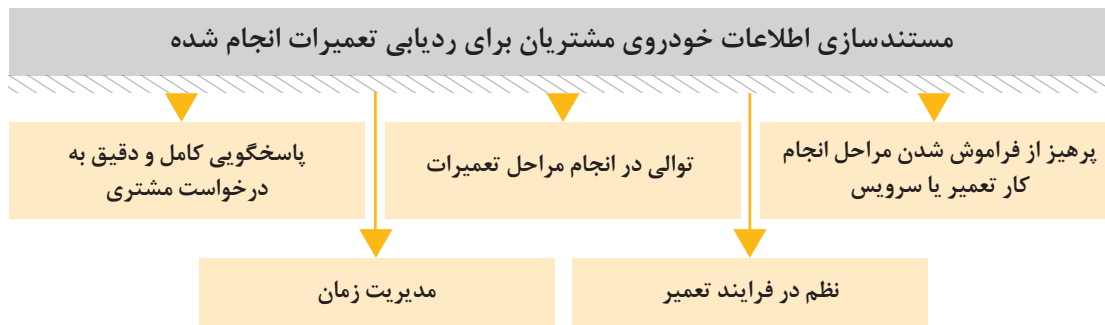 مستندسازی اطلاعات خودروی مشتریان برای ردیابی تعمیرات انجام شده
پرهیز از فراموش شدن مراحل انجام
کار تعمیر یا سرویس
توالی در انجام مراحل تعمیرات
پاسخگویی کامل و دقیق به
درخواست مشتری
نظم در فرایند تعمیر
مدیریت زمان